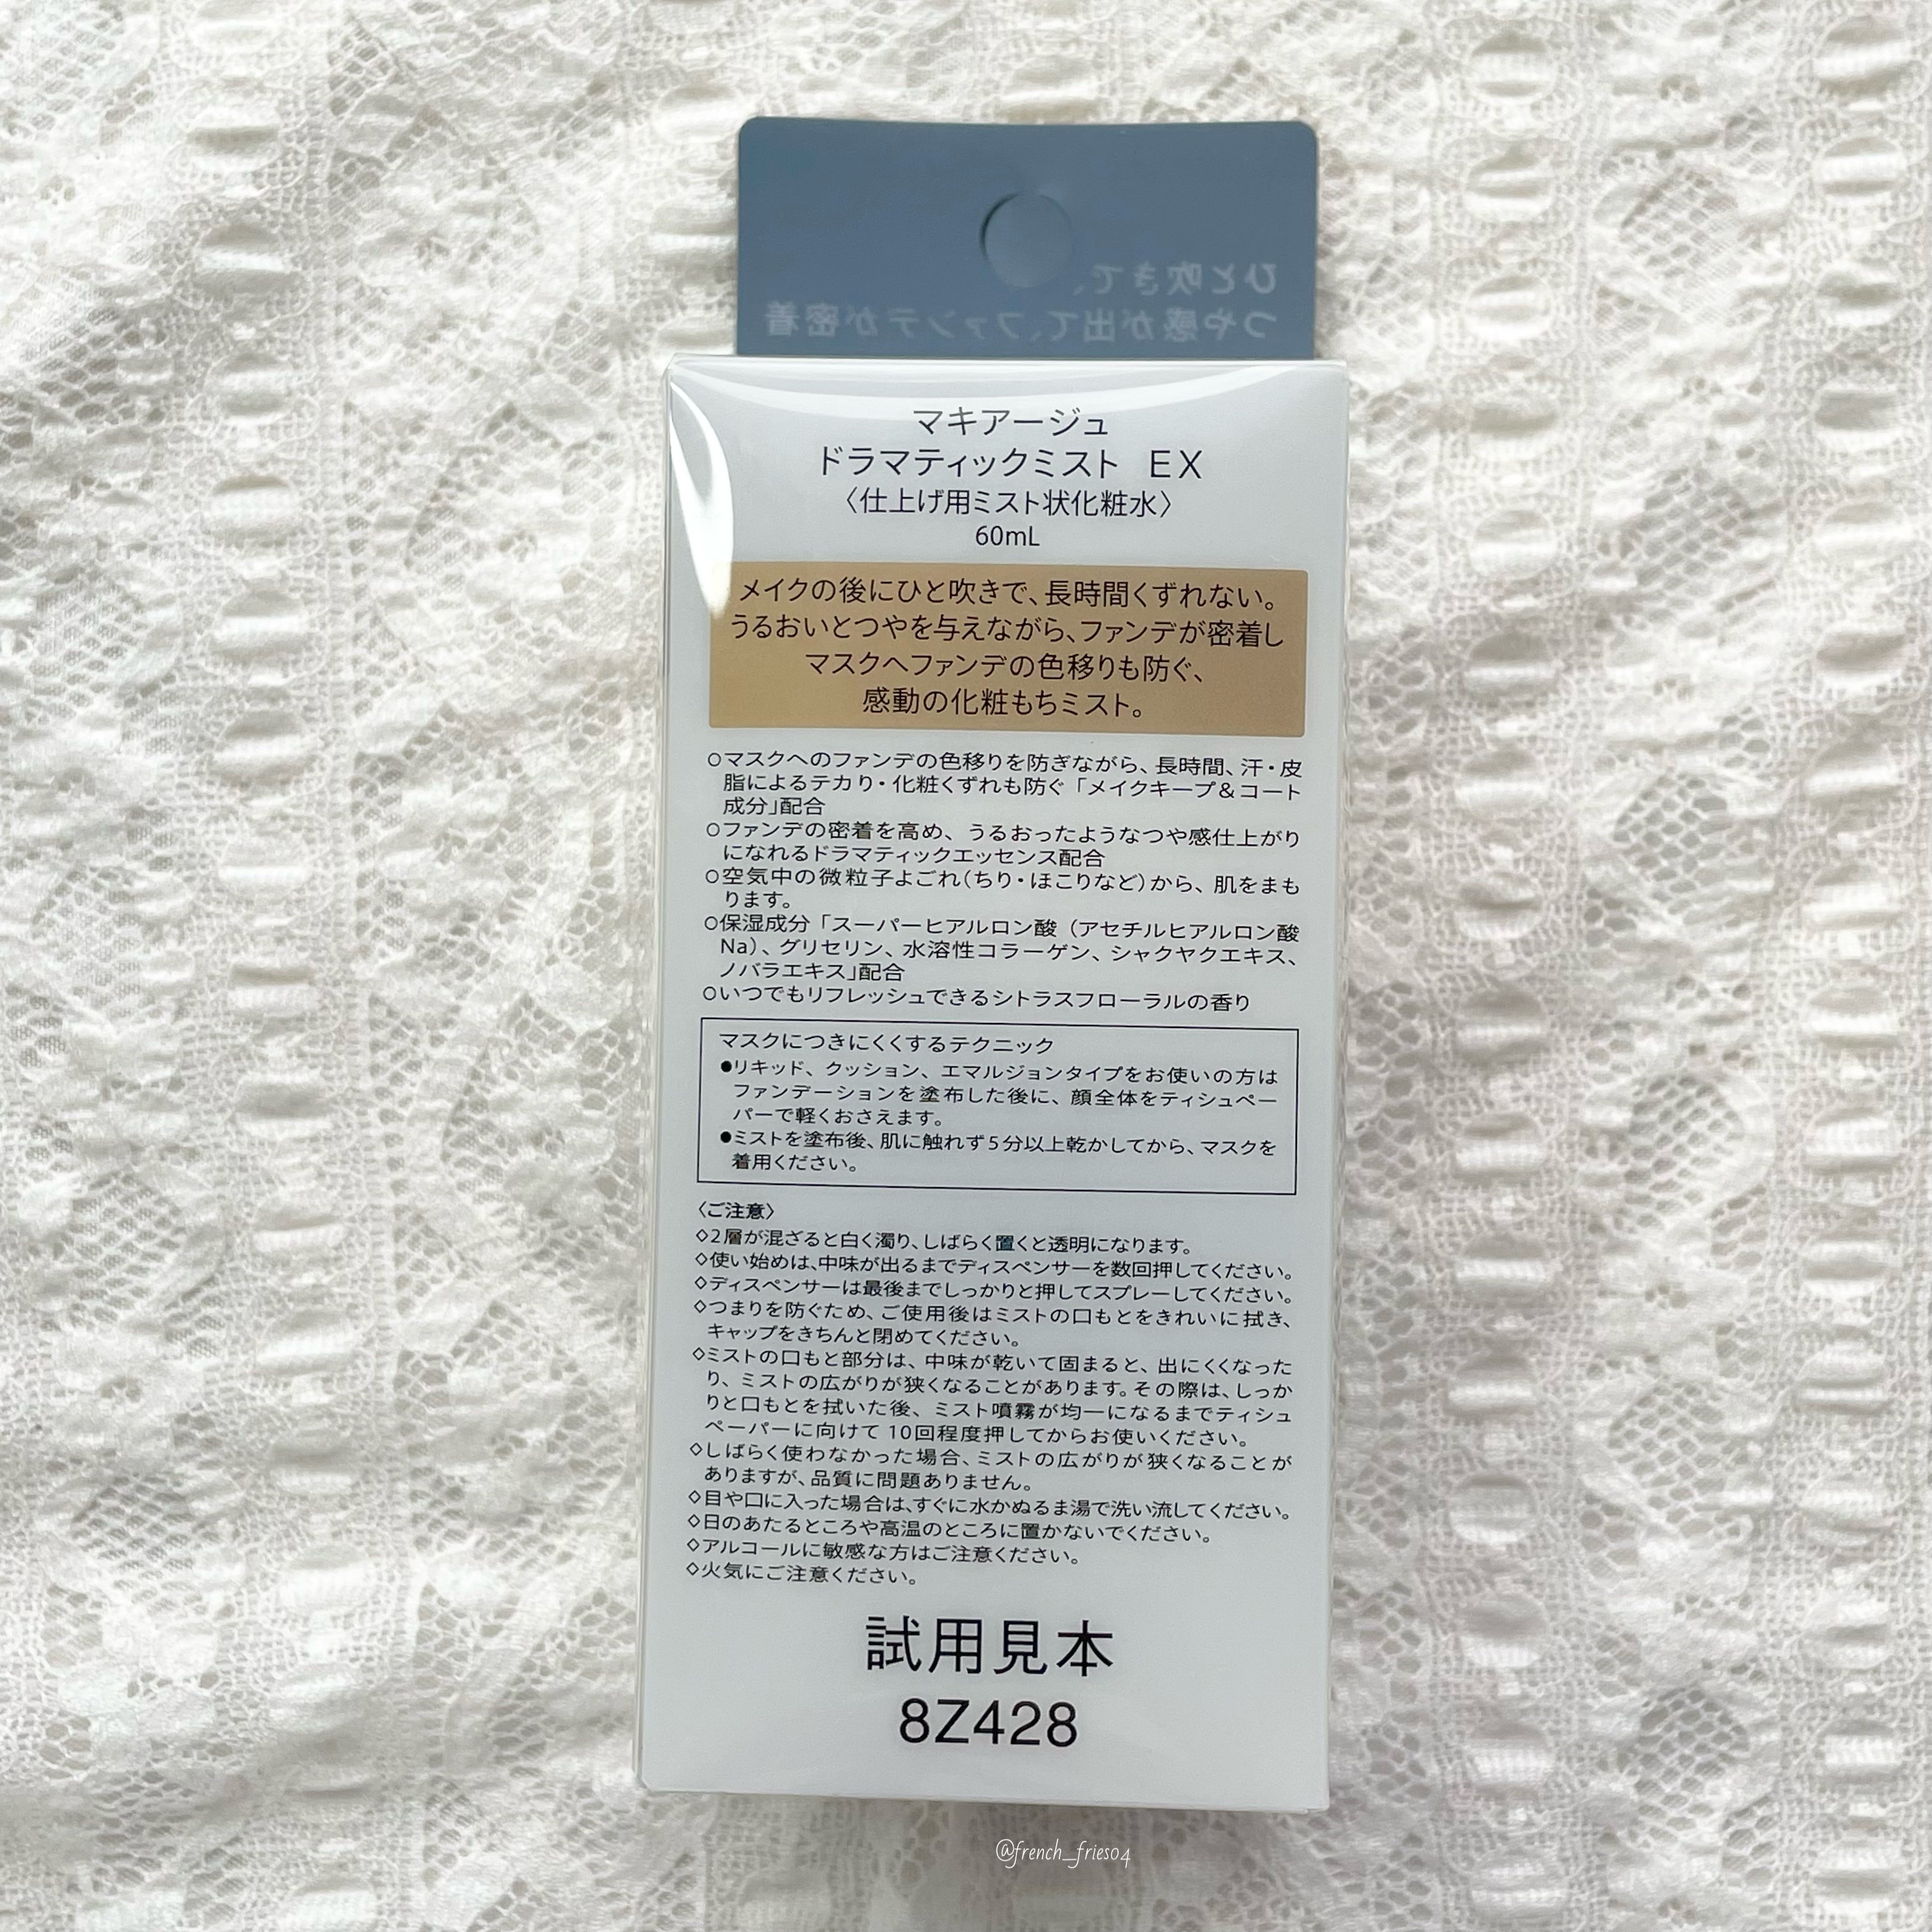 ひと吹きで、
つや感が出て、ファンデが密着
マキアージュ
ドラマティックミスト EX
〈仕上げ用ミスト状化粧水〉
60mL
メイクの後にひと吹きで、長時間くずれない。
うるおいとつやを与えながら、ファンデが密着し
マスクへファンデの色移りも防ぐ、
感動の化粧もちミスト。
○マスクへのファンデの色移りを防ぎながら、長時間、汗・皮
脂によるテカリ・化粧くずれも防ぐ「メイクキープ＆コート
成分」配合
○ファンデの密着を高め、うるおったようなつや感仕上がり
になれるドラマティックエッセンス配合
○空気中の微粒子よごれ（ちり・ほこりなど）から、肌をまも
ります。
○保湿成分「スーパーヒアルロン酸（アセチルヒアルロン酸
Na）、グリセリン、水溶性コラーゲン、シャクヤクエキス、
ノバラエキス」配合
○いつでもリフレッシュできるシトラスフローラルの香り
マスクにつきにくくするテクニック
●リキッド、クッション、エマルジョンタイプをお使いの方は
ファンデーションを塗布した後に、顔全体をティシュペー
パーで軽くおさえます。
●ミストを塗布後、肌に触れず5分以上乾かしてから、マスクを
着用ください。
〈ご注意〉
◇2層が混ざると白く濁り、しばらく置くと透明になります。
◇使い始めは、中味が出るまでディスペンサーを数回押してください。
◇ディスペンサーは最後までしっかりと押してスプレーしてください。
◇つまりを防ぐため、ご使用後はミストの口もとをきれいに拭き、
キャップをきちんと閉めてください。
◇ミストの口もと部分は、中味が乾いて固まると、出にくくなった
り、ミストの広がりが狭くなることがあります。その際は、しっか
りと口もとを拭いた後、ミスト噴霧が均一になるまでティシュ
ペーパーに向けて10回程度押してからお使いください。
◇しばらく使わなかった場合、ミストの広がりが狭くなることが
ありますが、品質に問題ありません。
◇目や口に入った場合は、すぐに水かぬるま湯で洗い流してください。
◇日のあたるところや高温のところに置かないでください。
◇アルコールに敏感な方はご注意ください。
◇火気にご注意ください。
試用見本
8Z428
@french_fries04